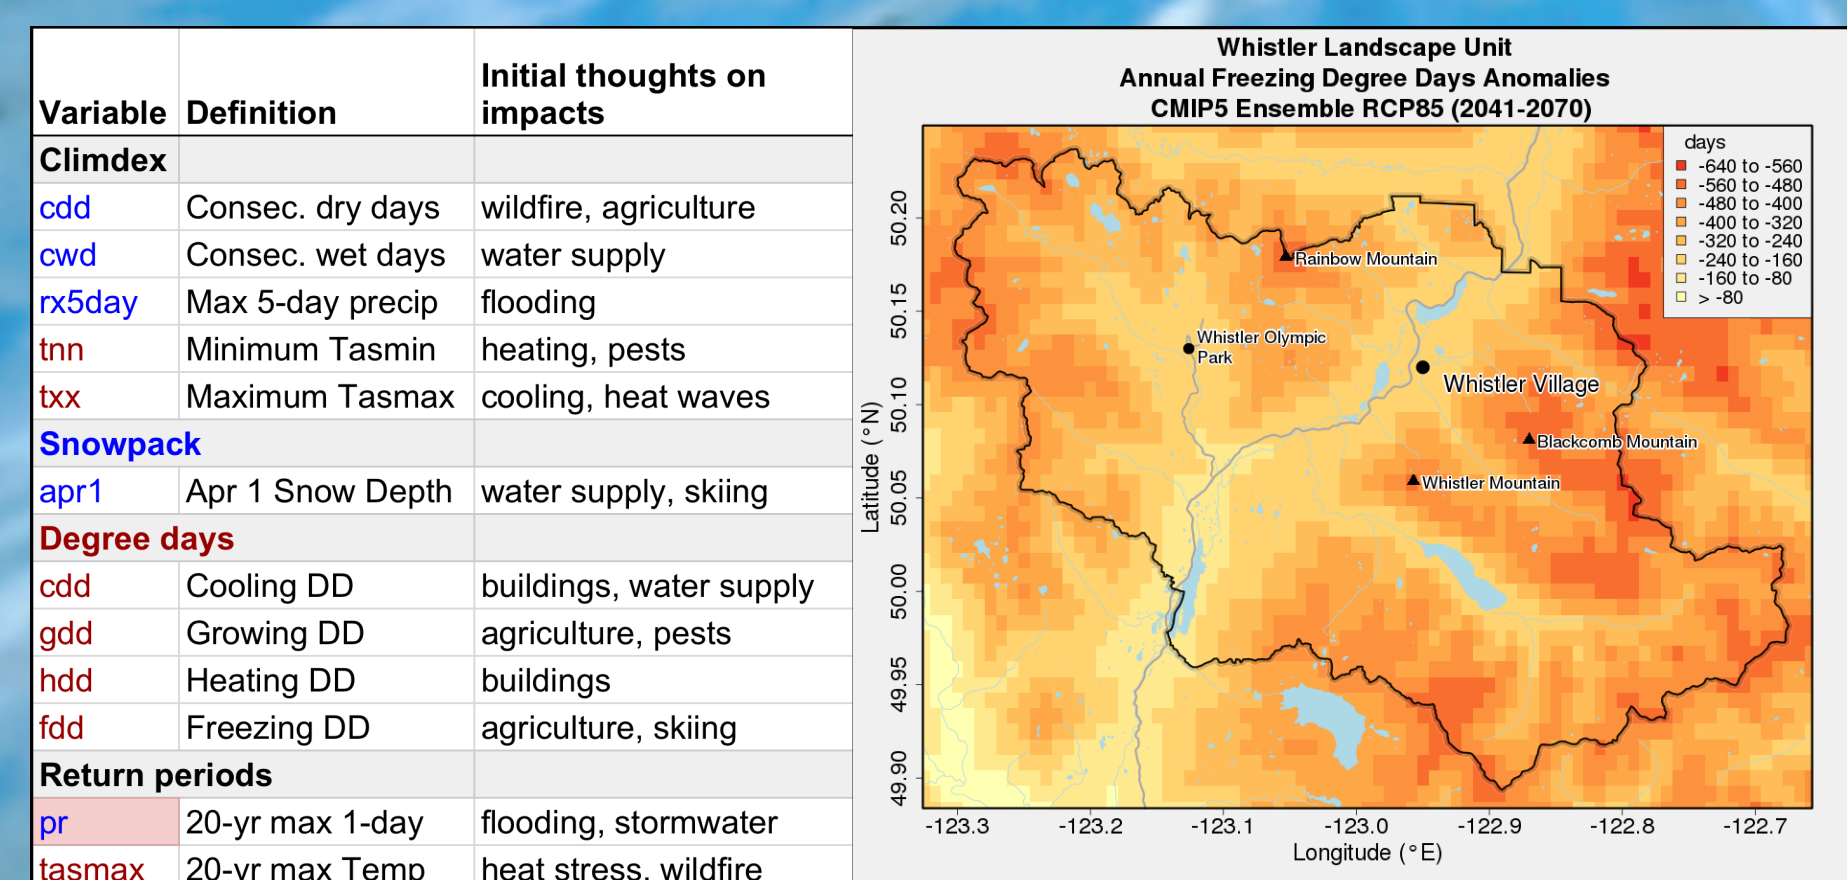 Variable Definition Initial thoughts on
impacts
Climdex
cdd Consec. dry days wildfire, agriculture
cwd Consec. wet days water supply
rx5day Max 5-day precip flooding
tnn Minimum Tasmin heating, pests
txx Maximum Tasmax cooling, heat waves
Snowpack
apr1 Apr 1 Snow Depth water supply, skiing
Degree days
cdd Cooling DD buildings, water supply
gdd Growing DD agriculture, pests
hdd Heating DD buildings
fdd Freezing DD agriculture, skiing
Return periods
pr 20-yr max 1-day flooding, stormwater
tasmax 20-yr max Temp heat stress, wildfire
Whistler Landscape Unit
Annual Freezing Degree Days Anomalies
CMIP5 Ensemble RCP85 (2041-2070)
days
-640 to -560
-560 to -480
-480 to -400
-400 to -320
-320 to -240
-240 to -160
-160 to -80
> -80
Rainbow Mountain
Whistler Olympic
Park
Whistler Village
Blackcomb Mountain
Whistler Mountain
Latitude (°N)
50.20
50.15
50.10
50.05
50.00
49.95
49.90
-123.3 -123.2 -123.1 -123.0 -122.9 -122.8 -122.7
Longitude (°E)